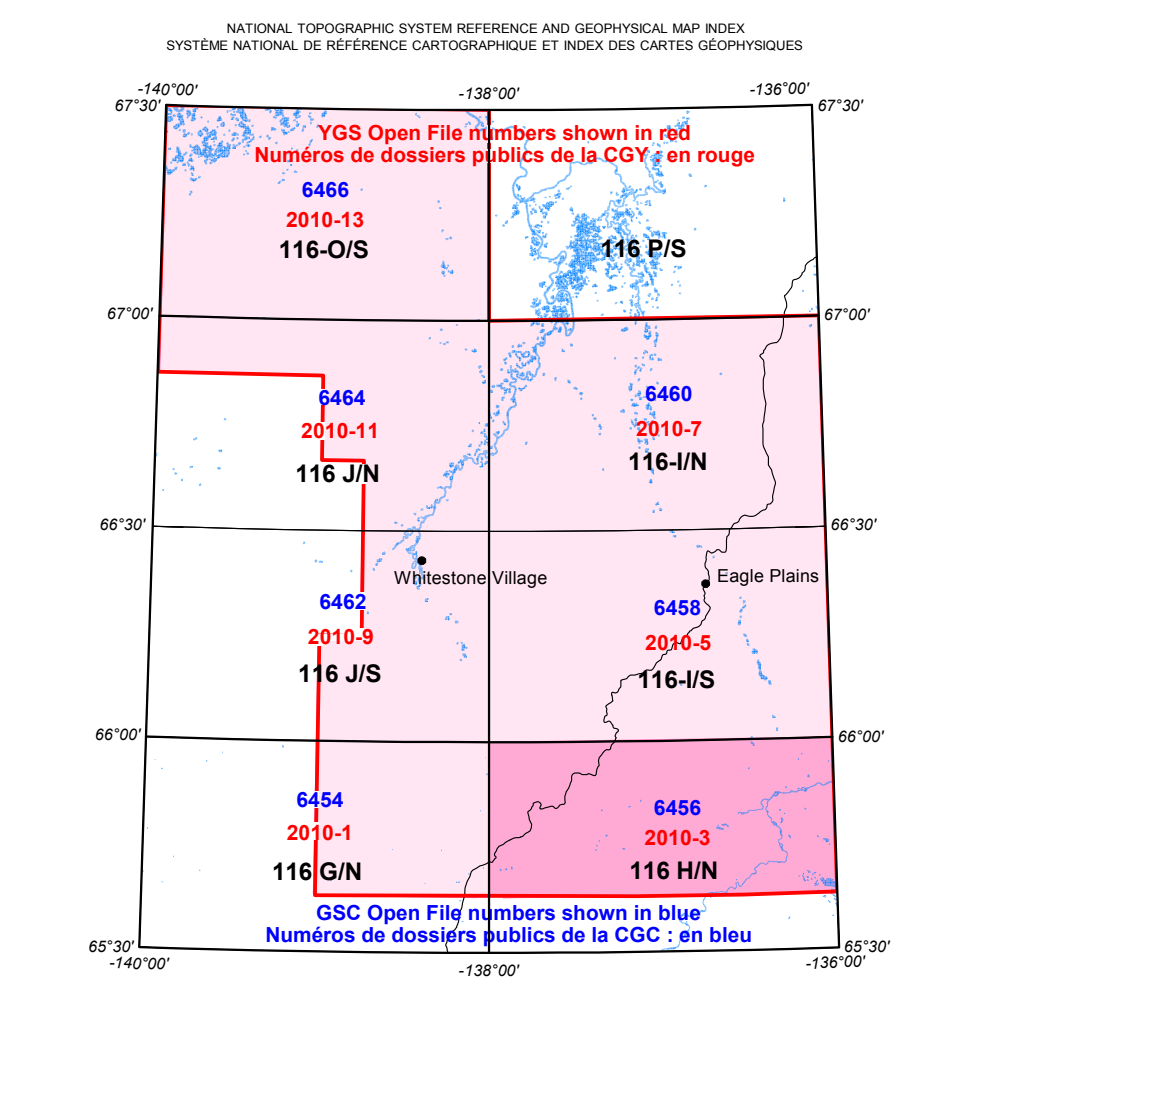 NATIONAL TOPOGRAPHIC SYSTEM REFERENCE AND GEOPHYSICAL MAP INDEX
SYSTÈME NATIONAL DE RÉFÉRENCE CARTOGRAPHIQUE ET INDEX DES CARTES GÉOPHYSIQUES
-140°00' -138°00' -136°00'
67°30' 67°30'
YGS Open File numbers shown in red
Numéros de dossiers publics de la CGY : en rouge
6466
2010-13
116-O/S
116 P/S
67°00' 67°00'
6464
2010-11
116 J/N
6460
2010-7
116-I/N
66°30' 66°30'
Whitestone Village
Eagle Plains
6462
2010-9
116 J/S
6458
2010-5
116-I/S
66°00' 66°00'
6454
2010-1
116 G/N
6456
2010-3
116 H/N
GSC Open File numbers shown in blue
Numéros de dossiers publics de la CGC : en bleu
65°30' 65°30'
-140°00' -138°00' -136°00'